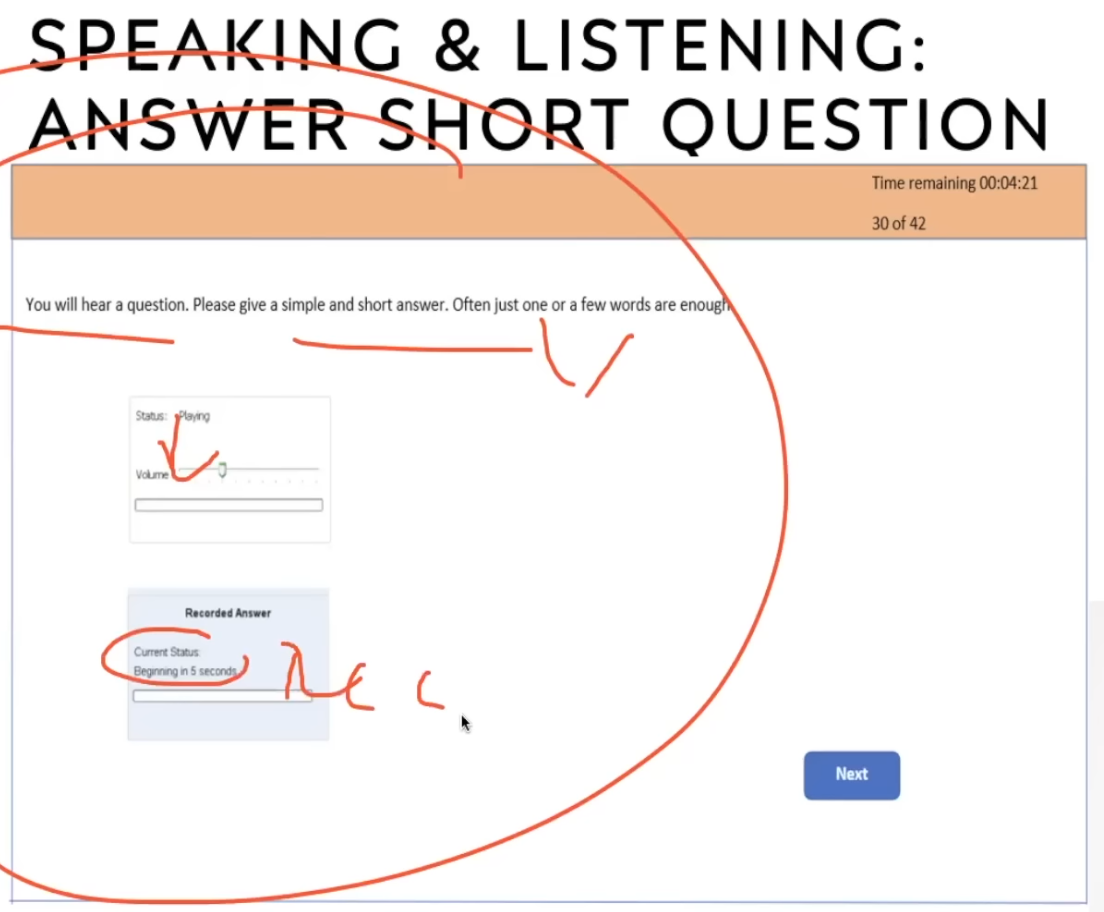 SPEAKING & LISTENING:
ANSWER SHORT QUESTION
Time remaining 00:04:21
30 of 42
You will hear a question. Please give a simple and short answer. Often just one or a few words are enough
Status: Playing
Volume
Recorded Answer
Current Status:
Beginning in 5 seconds
Rec
Next